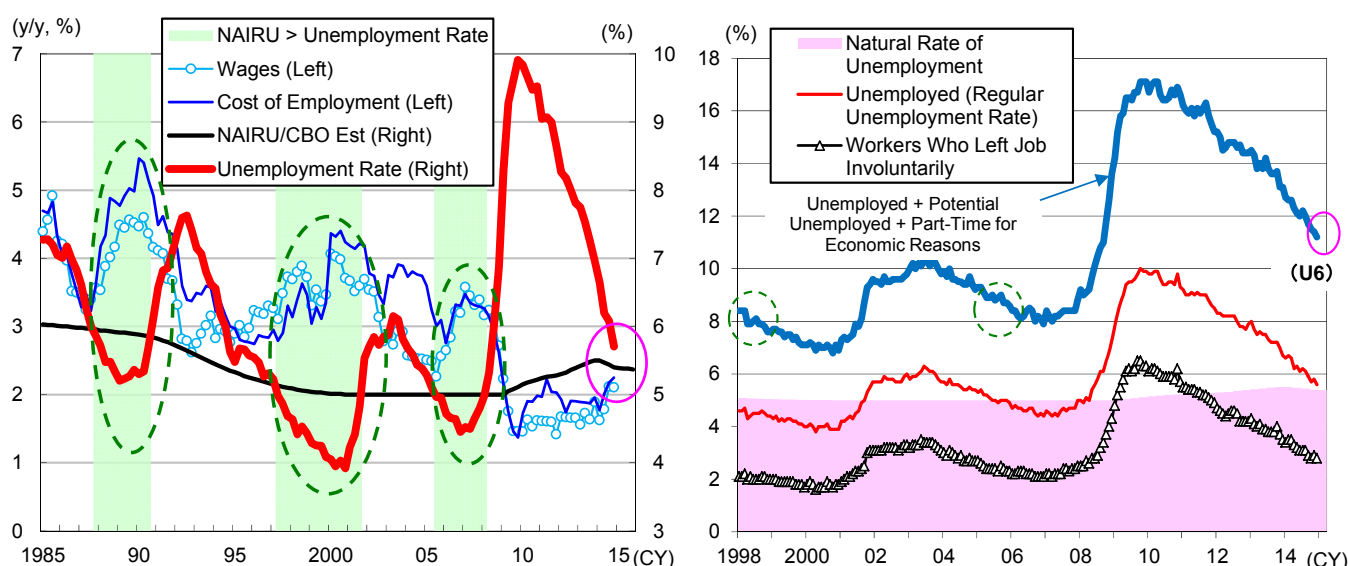 (y/y, %)
(%)
NAIRU > Unemployment Rate
Wages (Left)
Cost of Employment (Left)
NAIRU/CBO Est (Right)
Unemployment Rate (Right)
7
6
5
4
3
2
1
0
10
9
8
7
6
5
4
3
1985
90
95
2000
05
10
15
(CY)
(%)
Natural Rate of
Unemployment
Unemployed (Regular
Unemployment Rate)
Workers Who Left Job
Involuntarily
Unemployed + Potential
Unemployed + Part-Time for
Economic Reasons
(U6)
18
16
14
12
10
8
6
4
2
0
1998
2000
02
04
06
08
10
12
14
(CY)